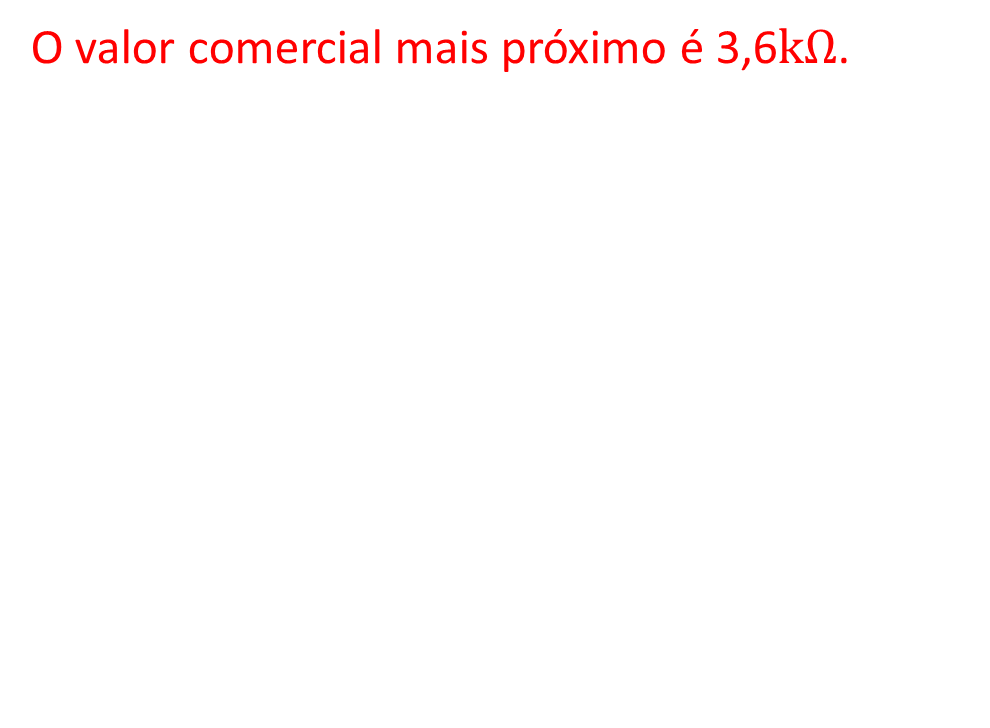 O valor comercial mais próximo é 3,6kΩ.